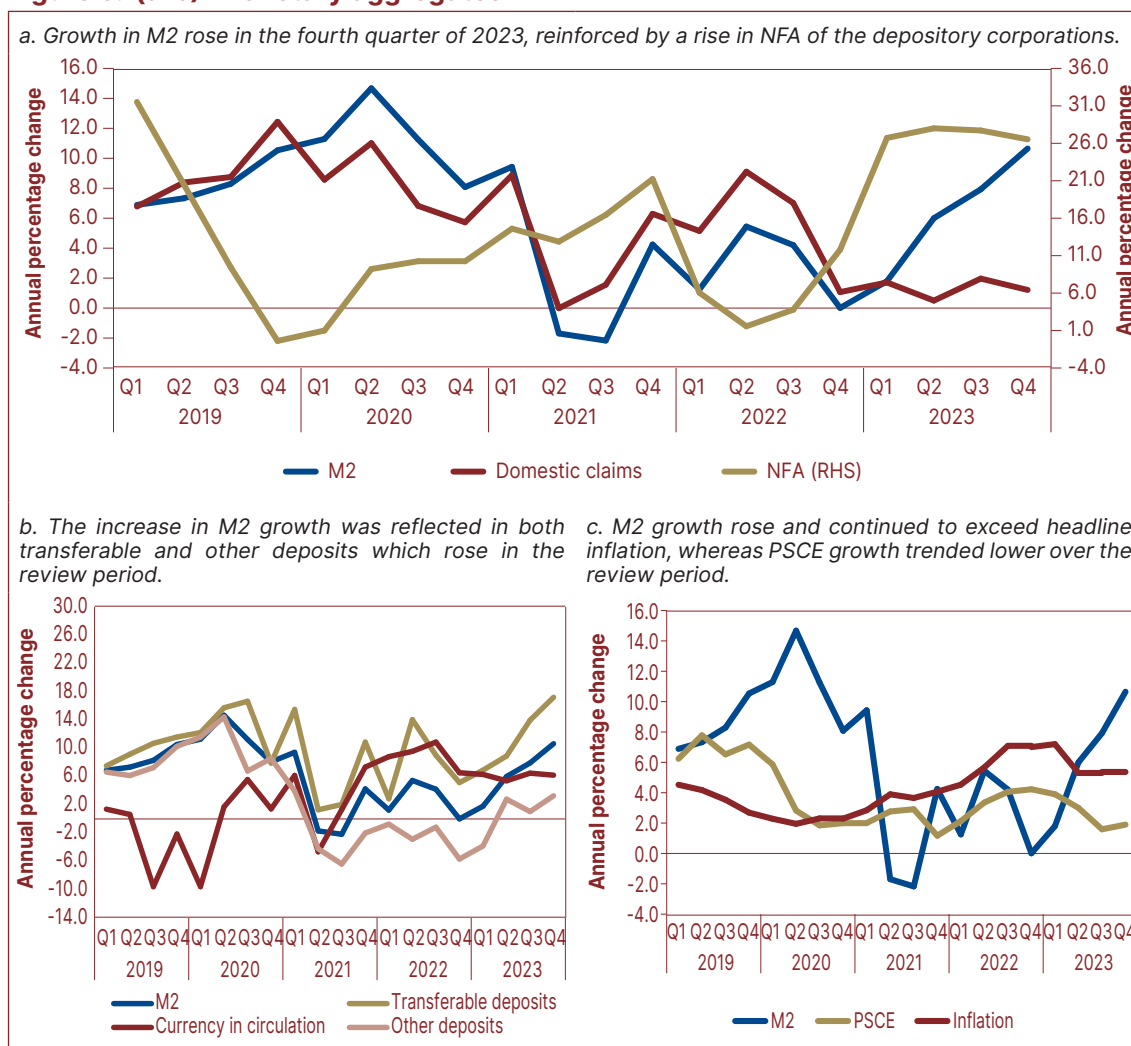 a. Growth in M2 rose in the fourth quarter of 2023, reinforced by a rise in NFA of the depository corporations.
Annual percentage change
16.0
14.0
12.0
10.0
8.0
6.0
4.0
2.0
0.0
-2.0
-4.0
36.0
31.0
26.0
21.0
16.0
11.0
6.0
1.0
-4.0
Annual percentage change
Q1 Q2 Q3 Q4 Q1 Q2 Q3 Q4 Q1 Q2 Q3 Q4 Q1 Q2 Q3 Q4 Q1 Q2 Q3 Q4
2019 2020 2021 2022 2023
M2 Domestic claims NFA (RHS)
b. The increase in M2 growth was reflected in both
transferable and other deposits which rose in the
review period.
Annual percentage change
30.0
26.0
22.0
18.0
14.0
10.0
6.0
2.0
-2.0
-6.0
-10.0
-14.0
Q1 Q2 Q3 Q4 Q1 Q2 Q3 Q4 Q1 Q2 Q3 Q4 Q1 Q2 Q3 Q4 Q1 Q2 Q3 Q4
2019 2020 2021 2022 2023
M2 Transferable deposits
Currency in circulation Other deposits
c. M2 growth rose and continued to exceed headline
inflation, whereas PSCE growth trended lower over the
review period.
Annual percentage change
16.0
14.0
12.0
10.0
8.0
6.0
4.0
2.0
0.0
-2.0
-4.0
Q1 Q2 Q3 Q4 Q1 Q2 Q3 Q4 Q1 Q2 Q3 Q4 Q1 Q2 Q3 Q4 Q1 Q2 Q3 Q4
2019 2020 2021 2022 2023
M2 PSCE Inflation